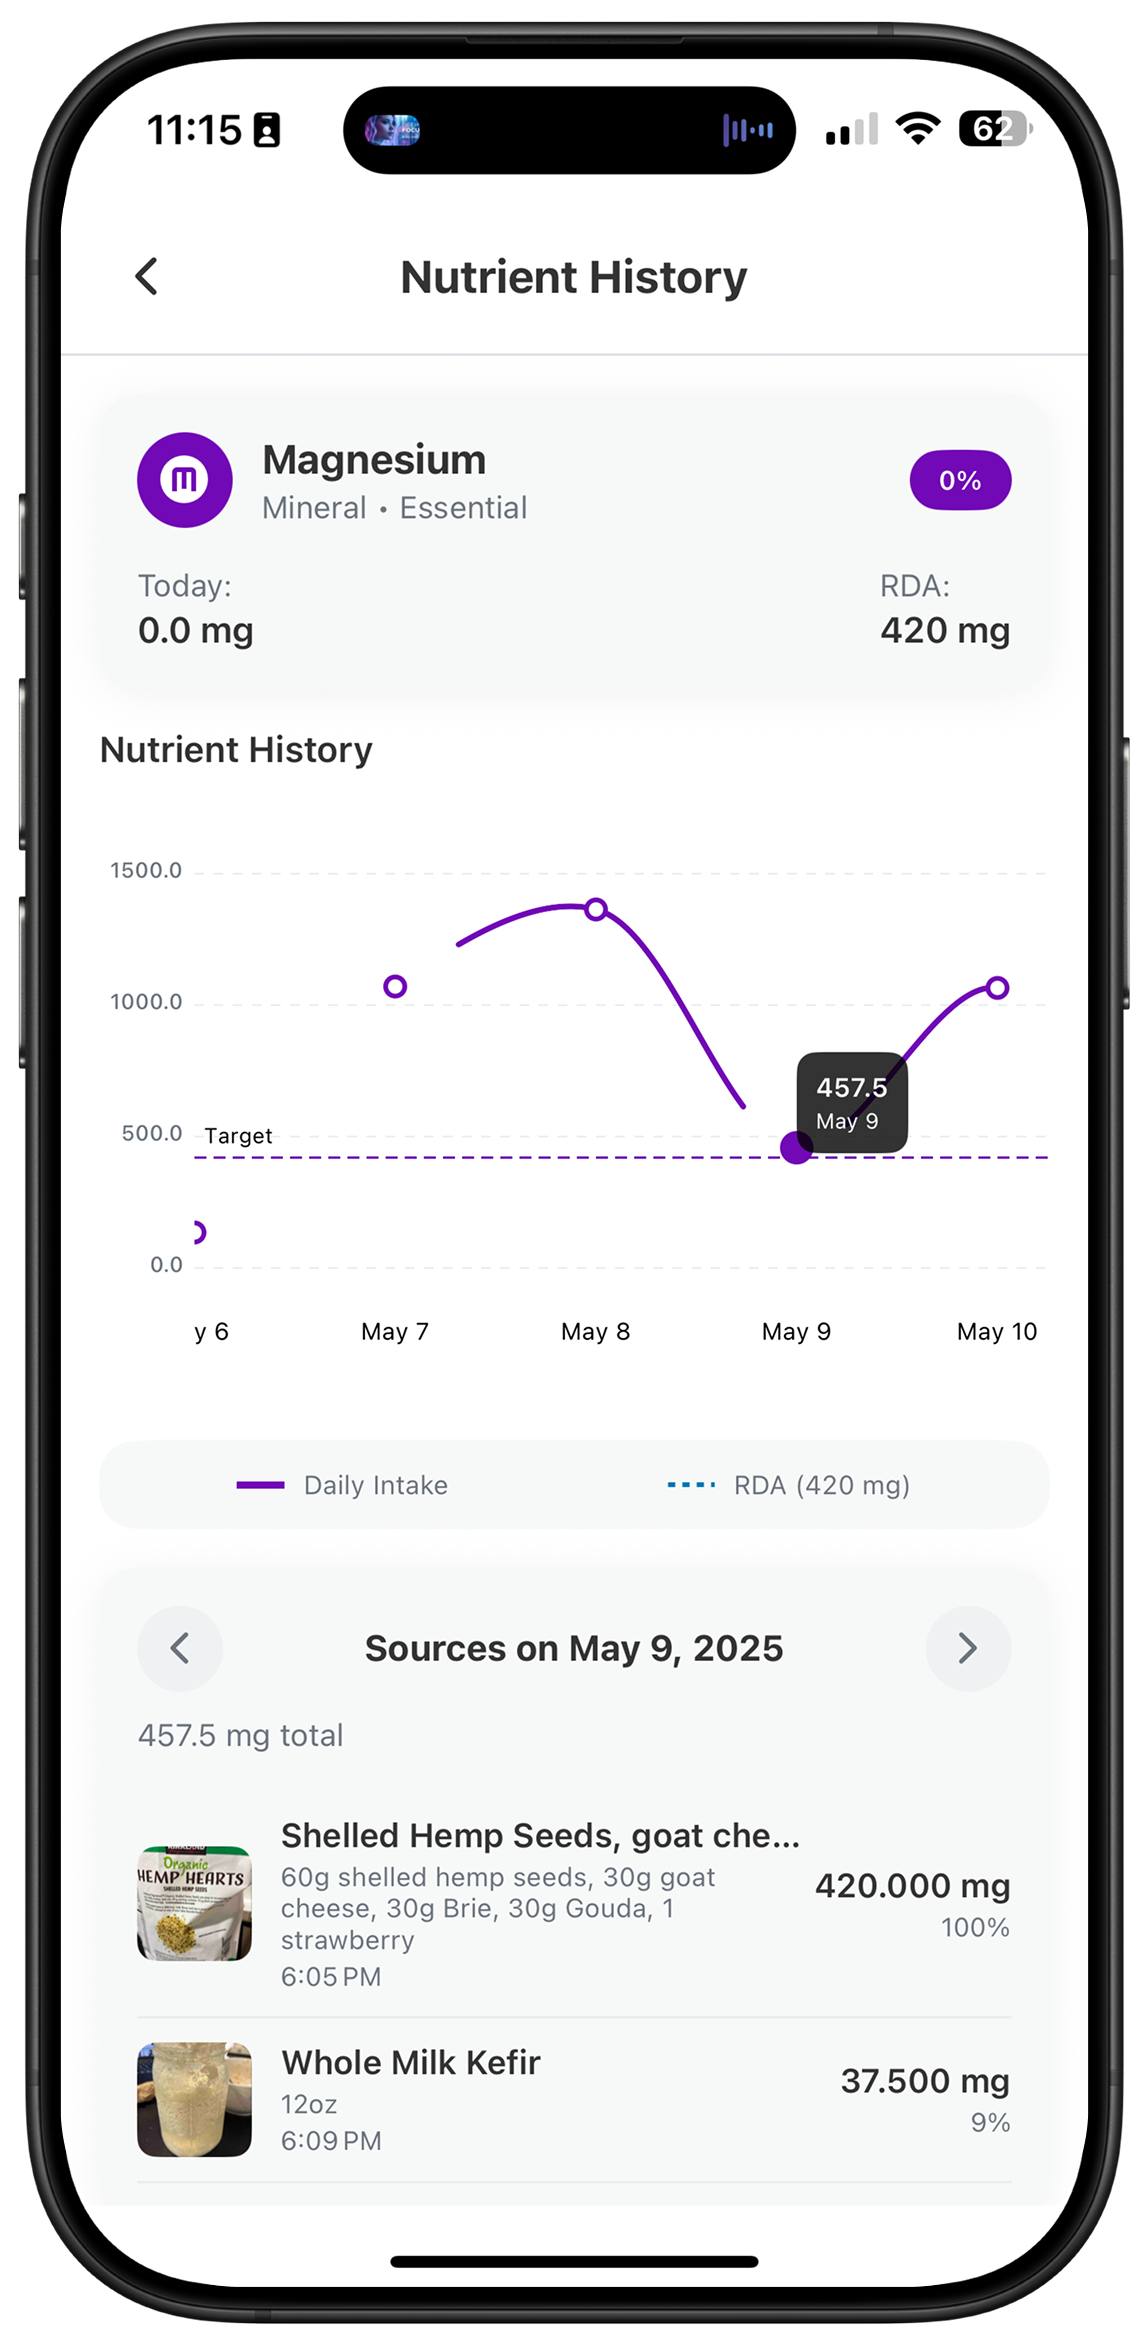 11:15
62
Nutrient History
Magnesium
Mineral • Essential
0%
Today:
0.0 mg
RDA:
420 mg
Nutrient History
1500.0
1000.0
500.0
Target
457.5
May 9
0.0
y 6
May 7
May 8
May 9
May 10
Daily Intake
RDA (420 mg)
Sources on May 9, 2025
457.5 mg total
Shelled Hemp Seeds, goat che...
60g shelled hemp seeds, 30g goat
cheese, 30g Brie, 30g Gouda, 1
strawberry
6:05 PM
420.000 mg
100%
Organic
HEMP HEARTS
SHELLED HEMP SEEDS
Whole Milk Kefir
12oz
6:09 PM
37.500 mg
9%